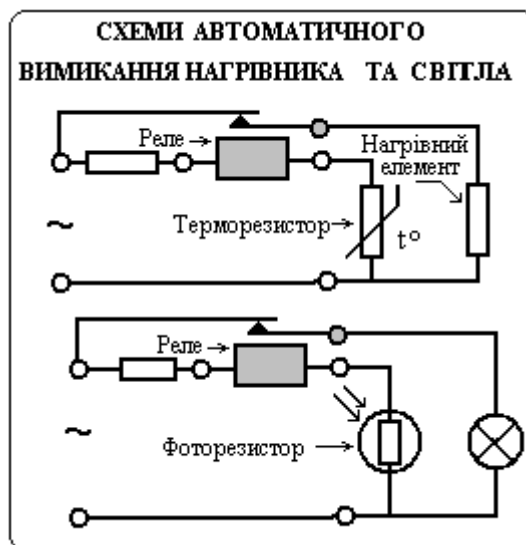 СХЕМИ АВТОМАТИЧНОГО
ВИМИКАННЯ НАГРІВНИКА ТА СВІТЛА
Реле
Нагрівний
елемент
Терморезистор
t°
~
Реле
Фоторезистор
~